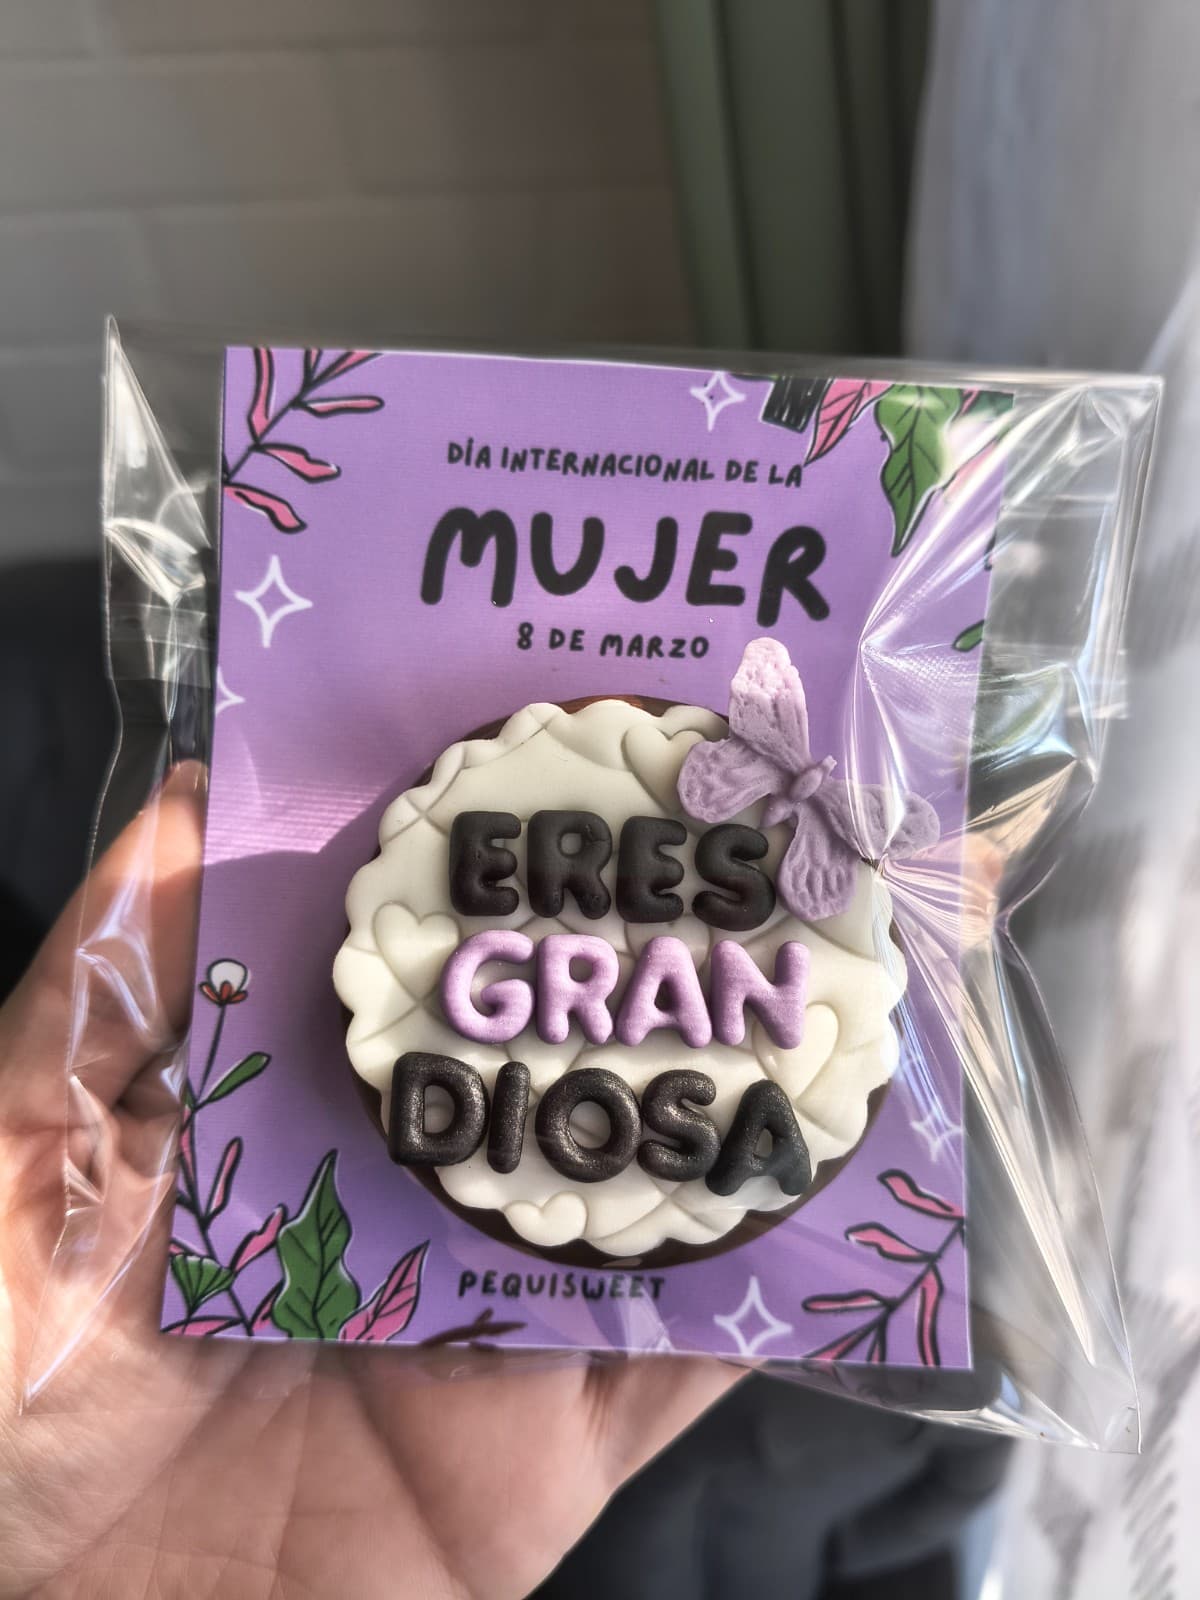 DÍA INTERNACIONAL DE LA
MUJER
8 DE MARZO
ERES
GRAN
DIOSA
PEQUISWEET